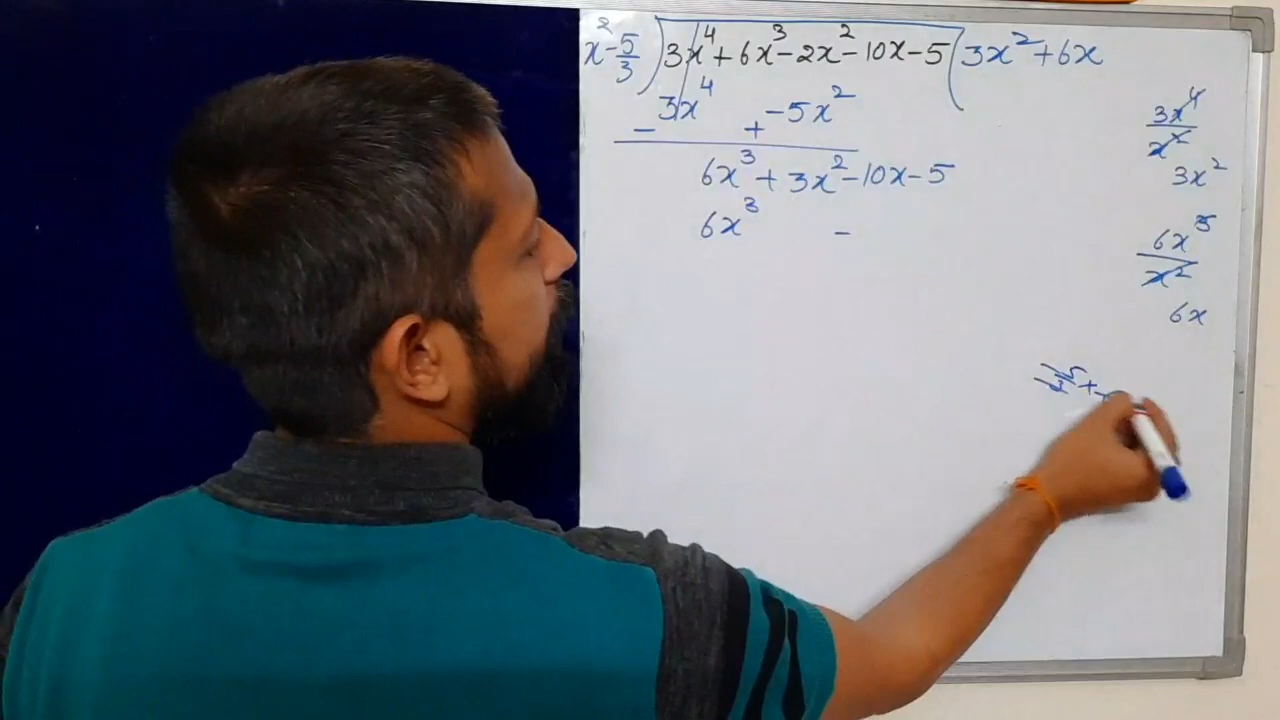 x² - 5/3 ) 3x⁴ + 6x³ - 2x² - 10x - 5 ( 3x² + 6x
3x⁴ - 5x²
- +
6x³ + 3x² - 10x - 5
6x³ -
3x⁴/x²
3x²
6x³/x²
6x